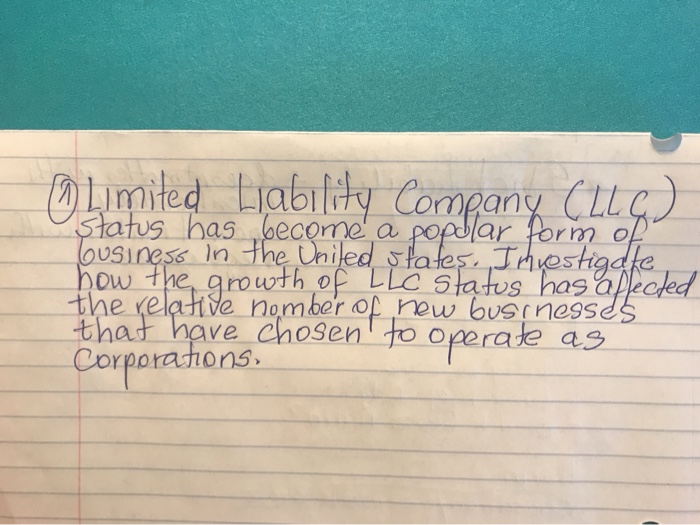 ① Limited Liability Company (LLC)
status has become a popular form of
business in the United states. Investigate
how the growth of LLC status has affected
the relative number of new businesses
that have chosen to operate as
Corporations.